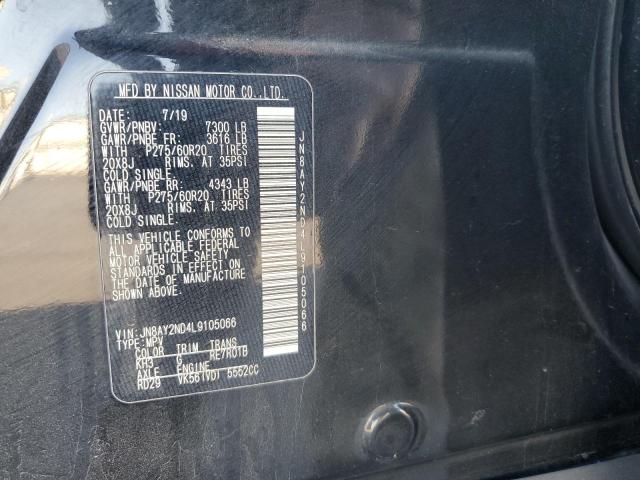 MFD BY NISSAN MOTOR CO.,LTD.
DATE: 7/19
GVWR/PNBV: 7300 LB
GAWR/PNBE FR: 3616 LB
WITH P275/60R20 TIRES
20X8J RIMS, AT 35PSI
COLD SINGLE
GAWR/PNBE RR: 4343 LB
WITH P275/60R20 TIRES
20X8J RIMS, AT 35PSI
COLD SINGLE
THIS VEHICLE CONFORMS TO
ALL APPLICABLE FEDERAL
MOTOR VEHICLE SAFETY
STANDARDS IN EFFECT ON
THE DATE OF MANUFACTURE
SHOWN ABOVE.
VIN: JN8AY2ND4L9105066
TYPE: MPV
COLOR TRIM TRANS
KH3 G RE7R01B
AXLE ENGINE
RD29 VK56(VD) 5552CC
JN8AY2ND4L9105066